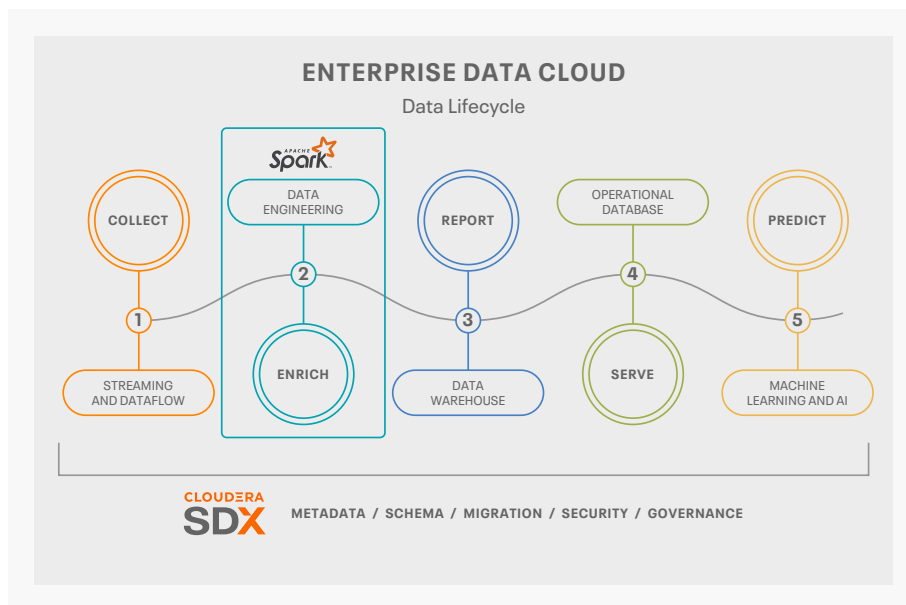 ENTERPRISE DATA CLOUD
Data Lifecycle
APACHE
Spark
COLLECT
1
STREAMING
AND DATAFLOW
DATA
ENGINEERING
2
ENRICH
REPORT
3
DATA
WAREHOUSE
OPERATIONAL
DATABASE
4
SERVE
PREDICT
5
MACHINE
LEARNING AND AI
CLOUDERA
SDX
METADATA / SCHEMA / MIGRATION / SECURITY / GOVERNANCE